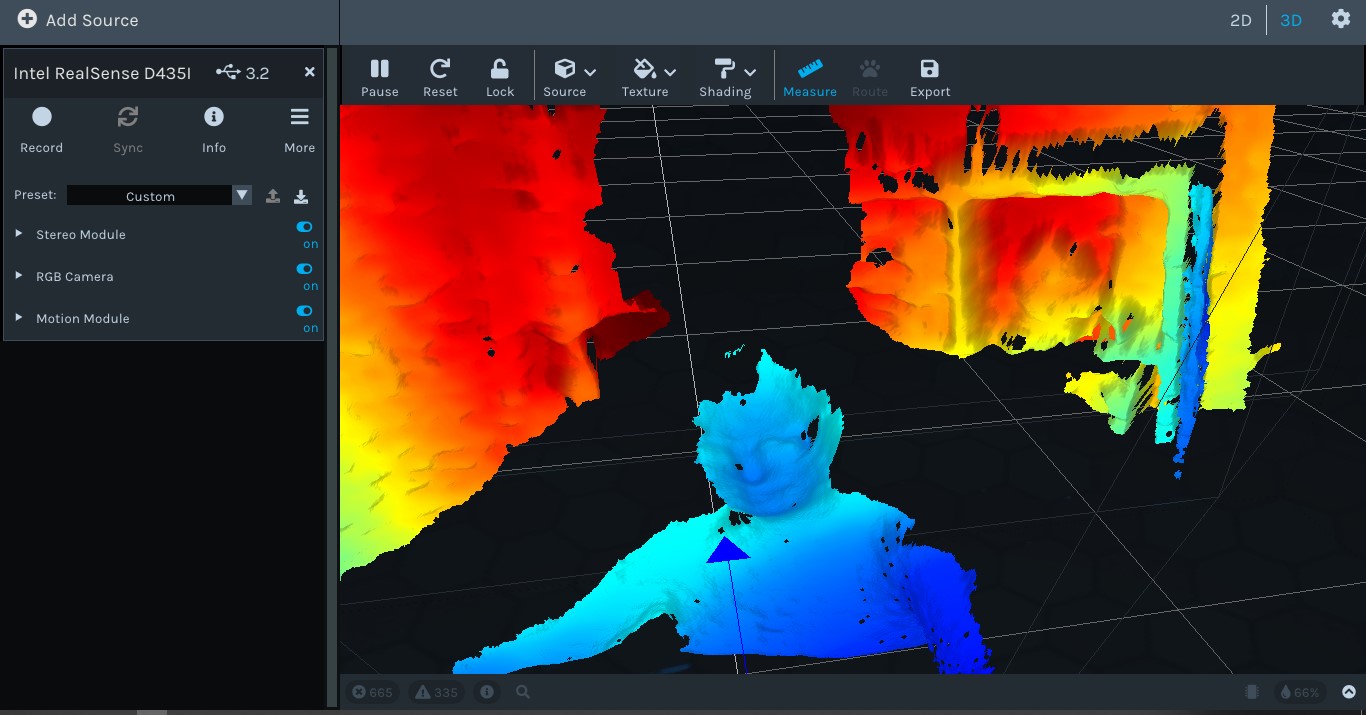 Add Source
2D 3D
Intel RealSense D435I 3.2
Pause Reset Lock Source Texture Shading Measure Route Export
Record Sync Info More
Preset: Custom
Stereo Module
on
RGB Camera
on
Motion Module
on
665 335 66%